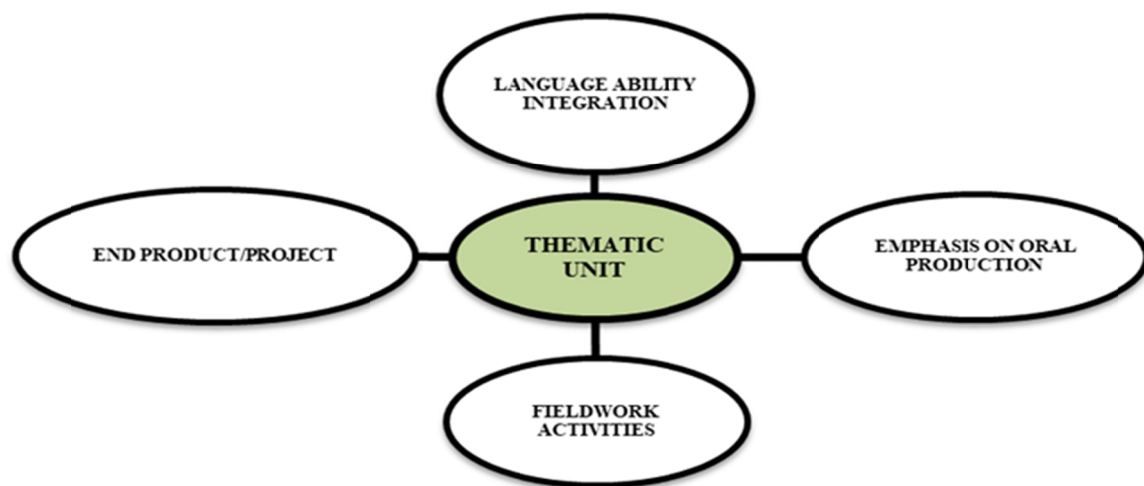 LANGUAGE ABILITY
INTEGRATION
END PRODUCT/PROJECT
THEMATIC
UNIT
EMPHASIS ON ORAL
PRODUCTION
FIELDWORK
ACTIVITIES